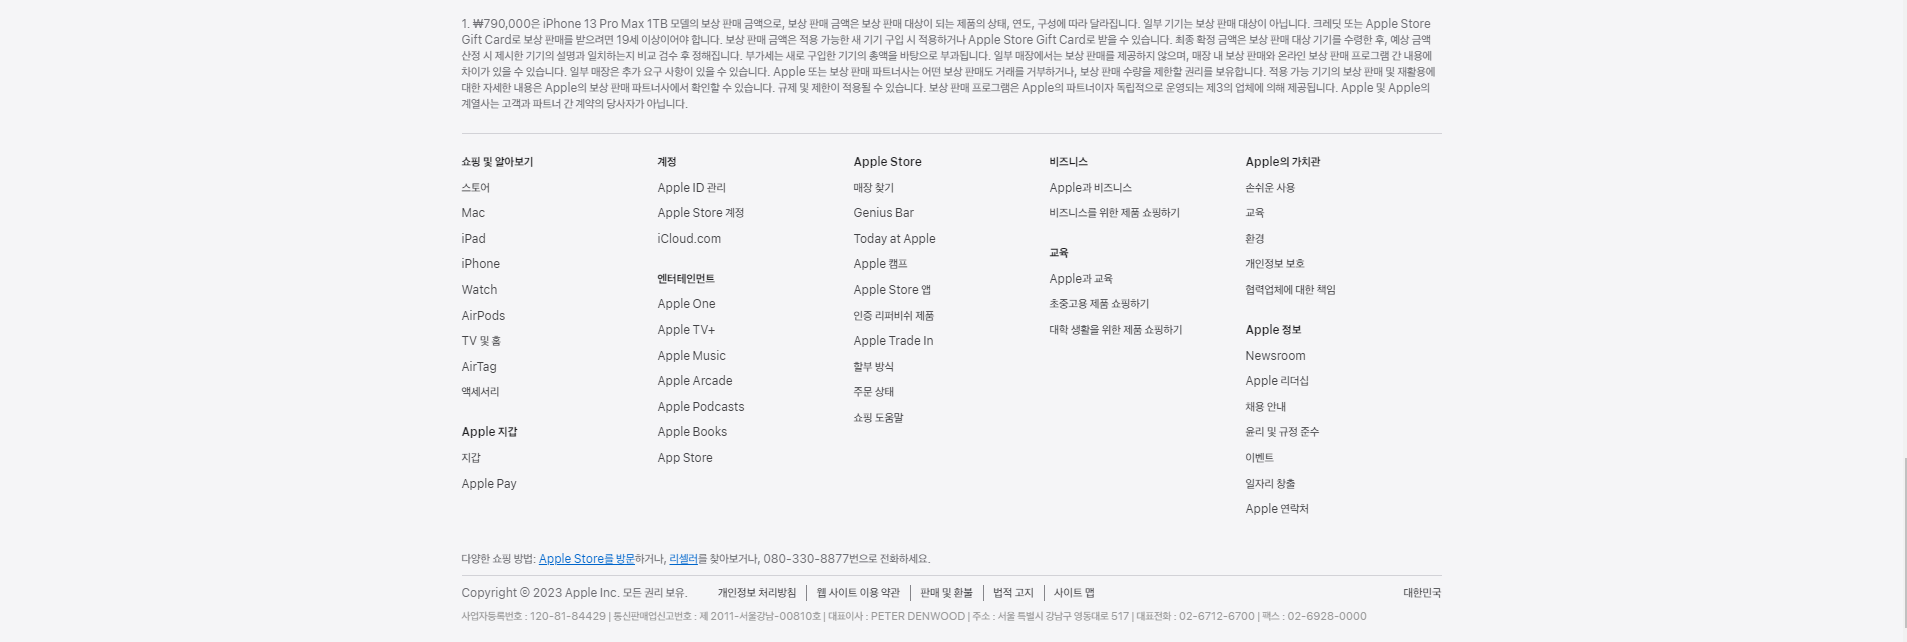 1. ₩790,000은 iPhone 13 Pro Max 1TB 모델의 보상 판매 금액으로, 보상 판매 금액은 보상 판매 대상이 되는 제품의 상태, 연도, 구성에 따라 달라집니다. 일부 기기는 보상 판매 대상이 아닙니다. 크레딧 또는 Apple Store
Gift Card로 보상 판매를 받으려면 19세 이상이어야 합니다. 보상 판매 금액은 적용 가능한 새 기기 구입 시 적용하거나 Apple Store Gift Card로 받을 수 있습니다. 최종 확정 금액은 보상 판매 대상 기기를 수령한 후, 예상 금액
산정 시 제시한 기기의 설명과 일치하는지 비교 검수 후 정해집니다. 부가세는 새로 구입한 기기의 총액을 바탕으로 부과됩니다. 일부 매장에서는 보상 판매를 제공하지 않으며, 매장 내 보상 판매와 온라인 보상 판매 프로그램 간 내용에
차이가 있을 수 있습니다. 일부 매장은 추가 요구 사항이 있을 수 있습니다. Apple 또는 보상 판매 파트너사는 어떤 보상 판매도 거래를 거부하거나, 보상 판매 수량을 제한할 권리를 보유합니다. 적용 가능 기기의 보상 판매 및 재활용에
대한 자세한 내용은 Apple의 보상 판매 파트너사에서 확인할 수 있습니다. 규제 및 제한이 적용될 수 있습니다. 보상 판매 프로그램은 Apple의 파트너이자 독립적으로 운영되는 제3의 업체에 의해 제공됩니다. Apple 및 Apple의
계열사는 고객과 파트너 간 계약의 당사자가 아닙니다.
쇼핑 및 알아보기
스토어
Mac
iPad
iPhone
Watch
AirPods
TV 및 홈
AirTag
액세서리
Apple 지갑
지갑
Apple Pay
계정
Apple ID 관리
Apple Store 계정
iCloud.com
엔터테인먼트
Apple One
Apple TV+
Apple Music
Apple Arcade
Apple Podcasts
Apple Books
App Store
Apple Store
매장 찾기
Genius Bar
Today at Apple
Apple 캠프
Apple Store 앱
인증 리퍼비쉬 제품
Apple Trade In
할부 방식
주문 상태
쇼핑 도움말
비즈니스
Apple과 비즈니스
비즈니스를 위한 제품 쇼핑하기
교육
Apple과 교육
초중고용 제품 쇼핑하기
대학 생활을 위한 제품 쇼핑하기
Apple의 가치관
손쉬운 사용
교육
환경
개인정보 보호
협력업체에 대한 책임
Apple 정보
Newsroom
Apple 리더십
채용 안내
윤리 및 규정 준수
이벤트
일자리 창출
Apple 연락처
다양한 쇼핑 방법: Apple Store를 방문하거나, 리셀러를 찾아보거나, 080-330-8877번으로 전화하세요.
Copyright © 2023 Apple Inc. 모든 권리 보유. 개인정보 처리방침 | 웹 사이트 이용 약관 | 판매 및 환불 | 법적 고지 | 사이트 맵 대한민국
사업자등록번호 : 120-81-84429 | 통신판매업신고번호 : 제 2011-서울강남-00810호 | 대표이사 : PETER DENWOOD | 주소 : 서울 특별시 강남구 영동대로 517 | 대표전화 : 02-6712-6700 | 팩스 : 02-6928-0000